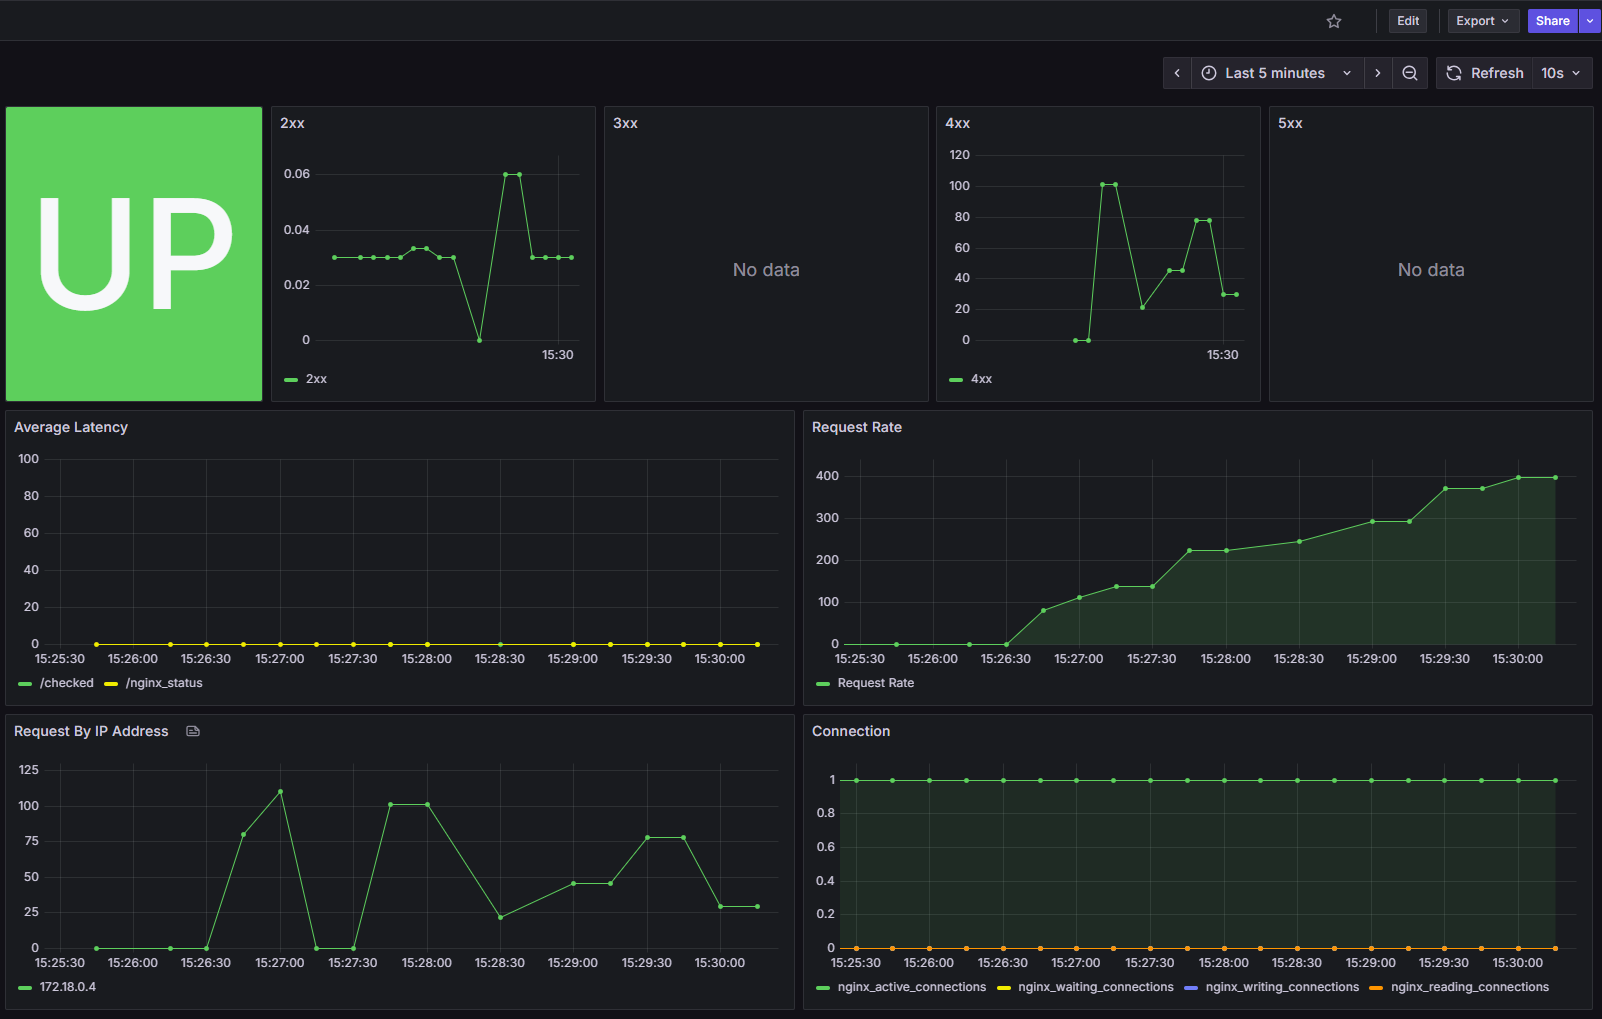 Edit
Export
Share
Last 5 minutes
Refresh
10s
UP
2xx
0.06
0.04
0.02
0
15:30
2xx
3xx
No data
4xx
120
100
80
60
40
20
0
15:30
4xx
5xx
No data
Average Latency
100
80
60
40
20
0
15:25:30 15:26:00 15:26:30 15:27:00 15:27:30 15:28:00 15:28:30 15:29:00 15:29:30 15:30:00
/checked /nginx_status
Request Rate
400
300
200
100
0
15:25:30 15:26:00 15:26:30 15:27:00 15:27:30 15:28:00 15:28:30 15:29:00 15:29:30 15:30:00
Request Rate
Request By IP Address
125
100
75
50
25
0
15:25:30 15:26:00 15:26:30 15:27:00 15:27:30 15:28:00 15:28:30 15:29:00 15:29:30 15:30:00
172.18.0.4
Connection
1
0.8
0.6
0.4
0.2
0
15:25:30 15:26:00 15:26:30 15:27:00 15:27:30 15:28:00 15:28:30 15:29:00 15:29:30 15:30:00
nginx_active_connections nginx_waiting_connections nginx_writing_connections nginx_reading_connections